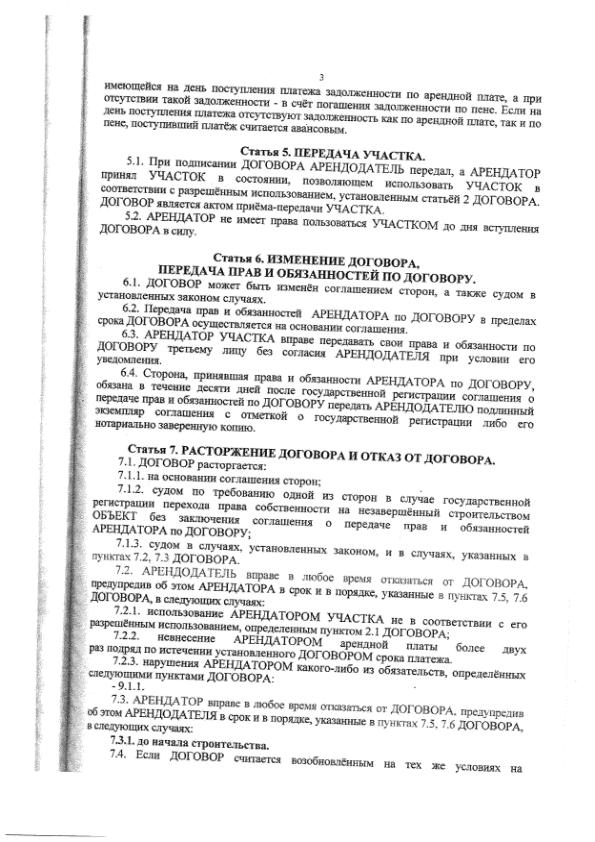 3
имеющейся на день поступления платежа задолженности по арендной плате, а при
отсутствии такой задолженности - в счёт погашения задолженности по пене. Если на
день поступления платежа отсутствуют задолженность как по арендной плате, так и по
пене, поступивший платёж считается авансовым.
Статья 5. ПЕРЕДАЧА УЧАСТКА.
5.1. При подписании ДОГОВОРА АРЕНДОДАТЕЛЬ передал, а АРЕНДАТОР
принял УЧАСТОК в состоянии, позволяющем использовать УЧАСТОК в
соответствии с разрешённым использованием, установленным статьёй 2 ДОГОВОРА.
ДОГОВОР является актом приёма-передачи УЧАСТКА.
5.2. АРЕНДАТОР не имеет права пользоваться УЧАСТКОМ до дня вступления
ДОГОВОРА в силу.
Статья 6. ИЗМЕНЕНИЕ ДОГОВОРА,
ПЕРЕДАЧА ПРАВ И ОБЯЗАННОСТЕЙ ПО ДОГОВОРУ.
6.1. ДОГОВОР может быть изменён соглашением сторон, а также судом в
установленных законом случаях.
6.2. Передача прав и обязанностей АРЕНДАТОРА по ДОГОВОРУ в пределах
срока ДОГОВОРА осуществляется на основании соглашения.
6.3. АРЕНДАТОР УЧАСТКА вправе передавать свои права и обязанности по
ДОГОВОРУ третьему лицу без согласия АРЕНДОДАТЕЛЯ при условии его
уведомления.
6.4. Сторона, принявшая права и обязанности АРЕНДАТОРА по ДОГОВОРУ,
обязана в течение десяти дней после государственной регистрации соглашения о
передаче прав и обязанностей по ДОГОВОРУ передать АРЕНДОДАТЕЛЮ подлинный
экземпляр соглашения с отметкой о государственной регистрации либо его
нотариально заверенную копию.
Статья 7. РАСТОРЖЕНИЕ ДОГОВОРА И ОТКАЗ ОТ ДОГОВОРА.
7.1. ДОГОВОР расторгается:
7.1.1. на основании соглашения сторон;
7.1.2. судом по требованию одной из сторон в случае государственной
регистрации перехода права собственности на незавершённый строительством
ОБЪЕКТ без заключения соглашения о передаче прав и обязанностей
АРЕНДАТОРА по ДОГОВОРУ;
7.1.3. судом в случаях, установленных законом, и в случаях, указанных в
пунктах 7.2, 7.3 ДОГОВОРА.
7.2. АРЕНДОДАТЕЛЬ вправе в любое время отказаться от ДОГОВОРА,
предупредив об этом АРЕНДАТОРА в срок и в порядке, указанные в пунктах 7.5, 7.6
ДОГОВОРА, в следующих случаях:
7.2.1. использование АРЕНДАТОРОМ УЧАСТКА не в соответствии с его
разрешённым использованием, определенным пунктом 2.1 ДОГОВОРА;
7.2.2. невнесение АРЕНДАТОРОМ арендной платы более двух
раз подряд по истечении установленного ДОГОВОРОМ срока платежа.
7.2.3. нарушения АРЕНДАТОРОМ какого-либо из обязательств, определённых
следующими пунктами ДОГОВОРА:
- 9.1.1.
7.3. АРЕНДАТОР вправе в любое время отказаться от ДОГОВОРА, предупредив
об этом АРЕНДОДАТЕЛЯ в срок и в порядке, указанные в пунктах 7.5, 7.6 ДОГОВОРА,
в следующих случаях:
7.3.1. до начала строительства.
7.4. Если ДОГОВОР считается возобновлённым на тех же условиях на